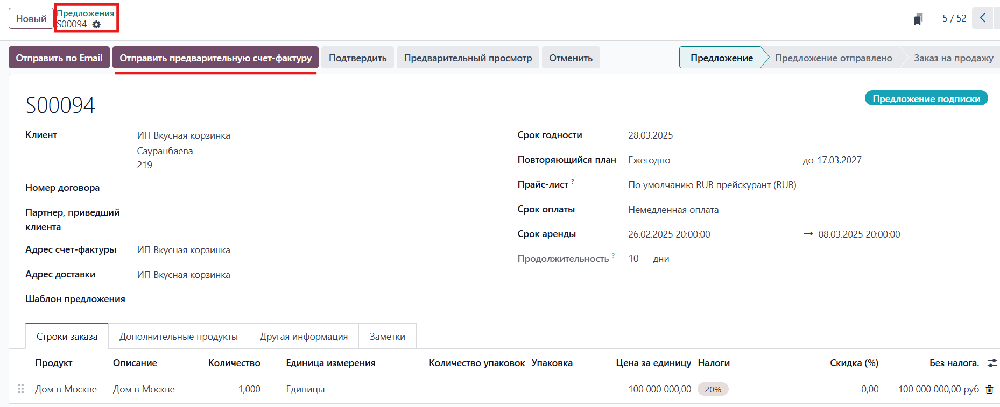 Новый
Предложения
S00094
5 / 52
Отправить по Email
Отправить предварительную счет-фактуру
Подтвердить
Предварительный просмотр
Отменить
Предложение
Предложение отправлено
Заказ на продажу
S00094
Предложение подписки
Клиент
ИП Вкусная корзинка
Сауранбаева
219
Номер договора
Партнер, приведший
клиента
Адрес счет-фактуры ИП Вкусная корзинка
Адрес доставки ИП Вкусная корзинка
Шаблон предложения
Срок годности 28.03.2025
Повторяющийся план Ежегодно до 17.03.2027
Прайс-лист ? По умолчанию RUB прейскурант (RUB)
Срок оплаты Немедленная оплата
Срок аренды 26.02.2025 20:00:00 → 08.03.2025 20:00:00
Продолжительность ? 10 дни
Строки заказа Дополнительные продукты Другая информация Заметки
Продукт Описание Количество Единица измерения Количество упаковок Упаковка Цена за единицу Налоги Скидка (%) Без налога.
Дом в Москве Дом в Москве 1,000 Единицы 100 000 000,00 20% 0,00 100 000 000,00 руб